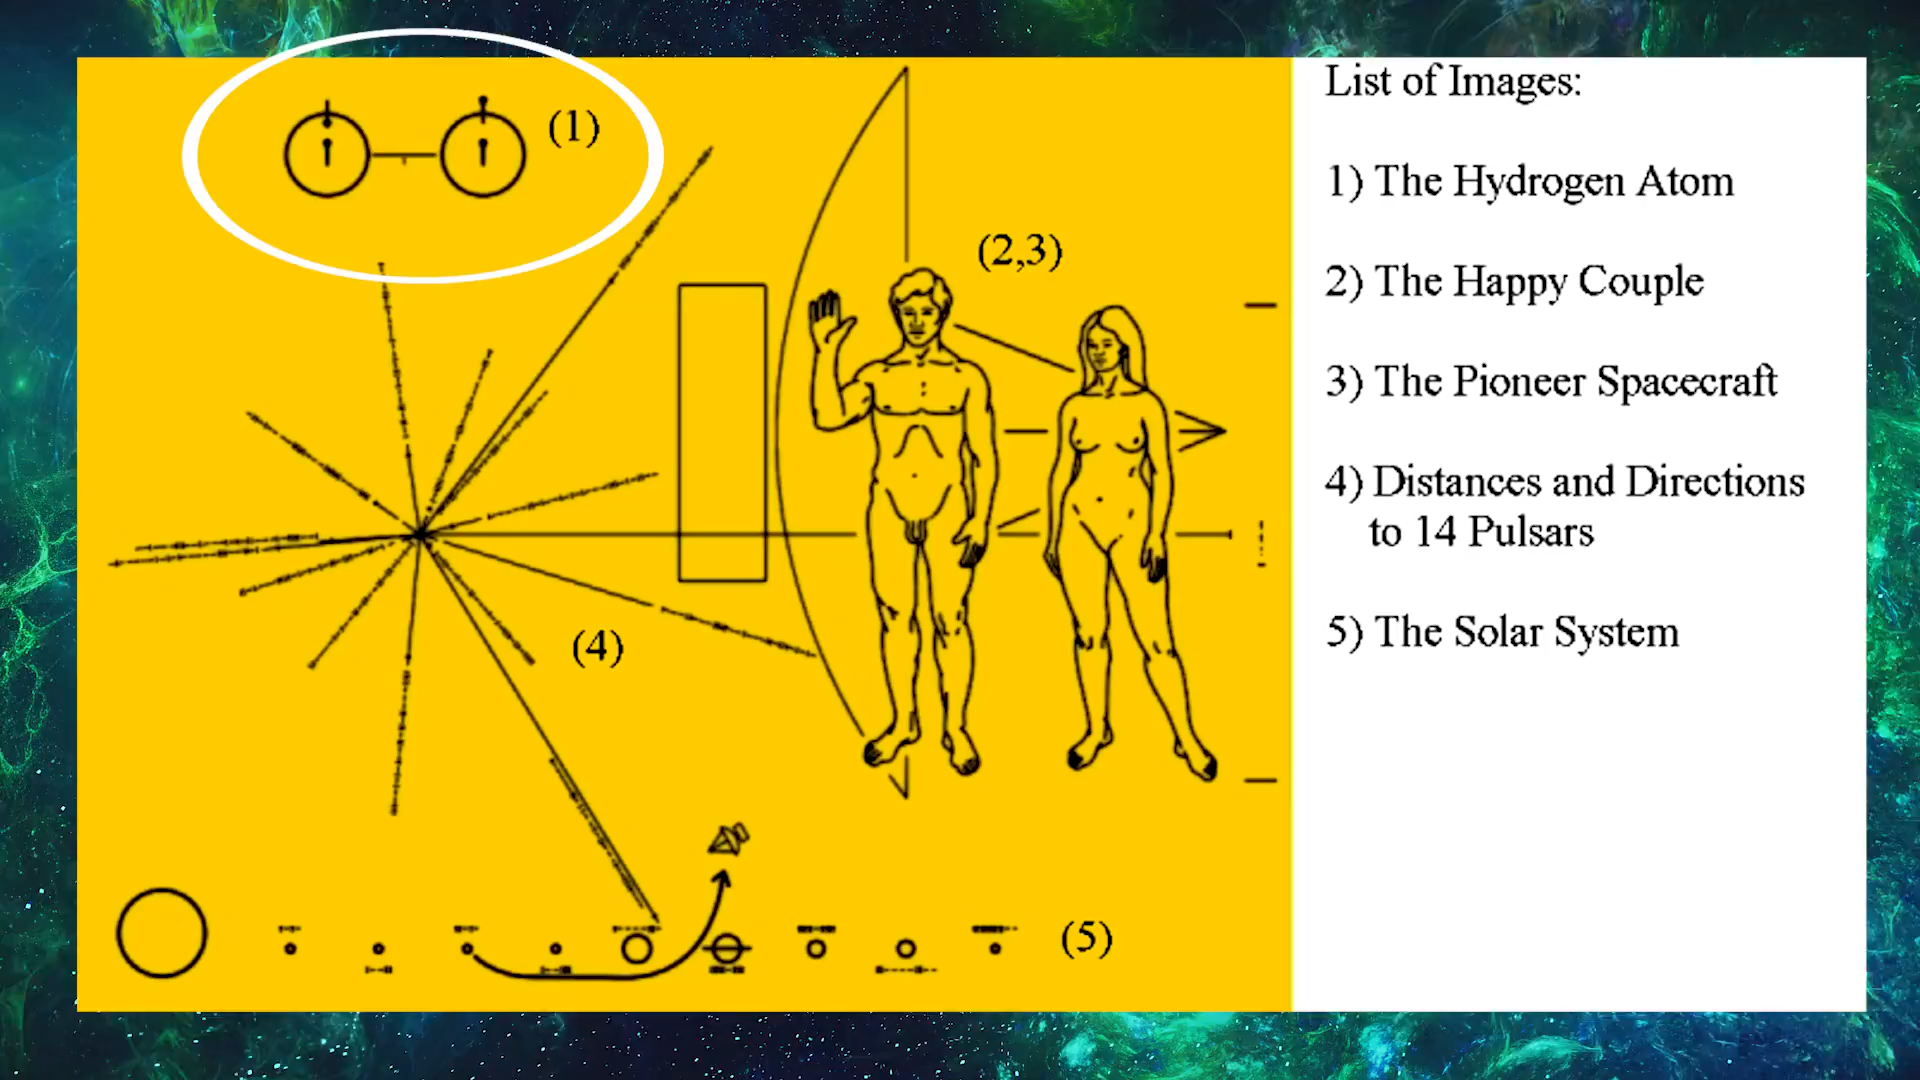 (1)
(2,3)
(4)
(5)
List of Images:
1) The Hydrogen Atom
2) The Happy Couple
3) The Pioneer Spacecraft
4) Distances and Directions
to 14 Pulsars
5) The Solar System